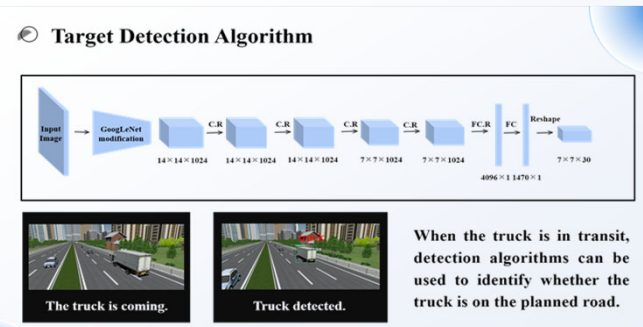 Target Detection Algorithm
Input
Image
GoogLeNet
modification
C.R
C.R
C.R
C.R
FC.R
FC
Reshape
14×14×1024
14×14×1024
14×14×1024
7×7×1024
7×7×1024
4096×1
1470×1
7×7×30
The truck is coming.
Truck detected.
When the truck is in transit,
detection algorithms can be
used to identify whether the
truck is on the planned road.